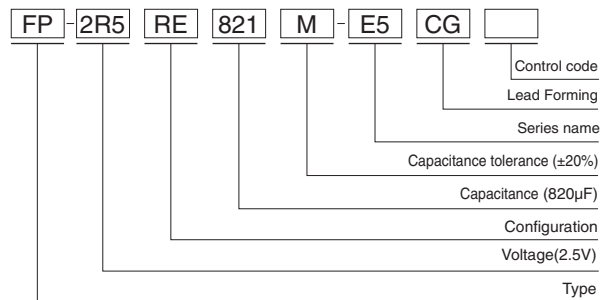 FP - 2R5 RE 821 M - E5 CG
Control code
Lead Forming
Series name
Capacitance tolerance (±20%)
Capacitance (820μF)
Configuration
Voltage(2.5V)
Type